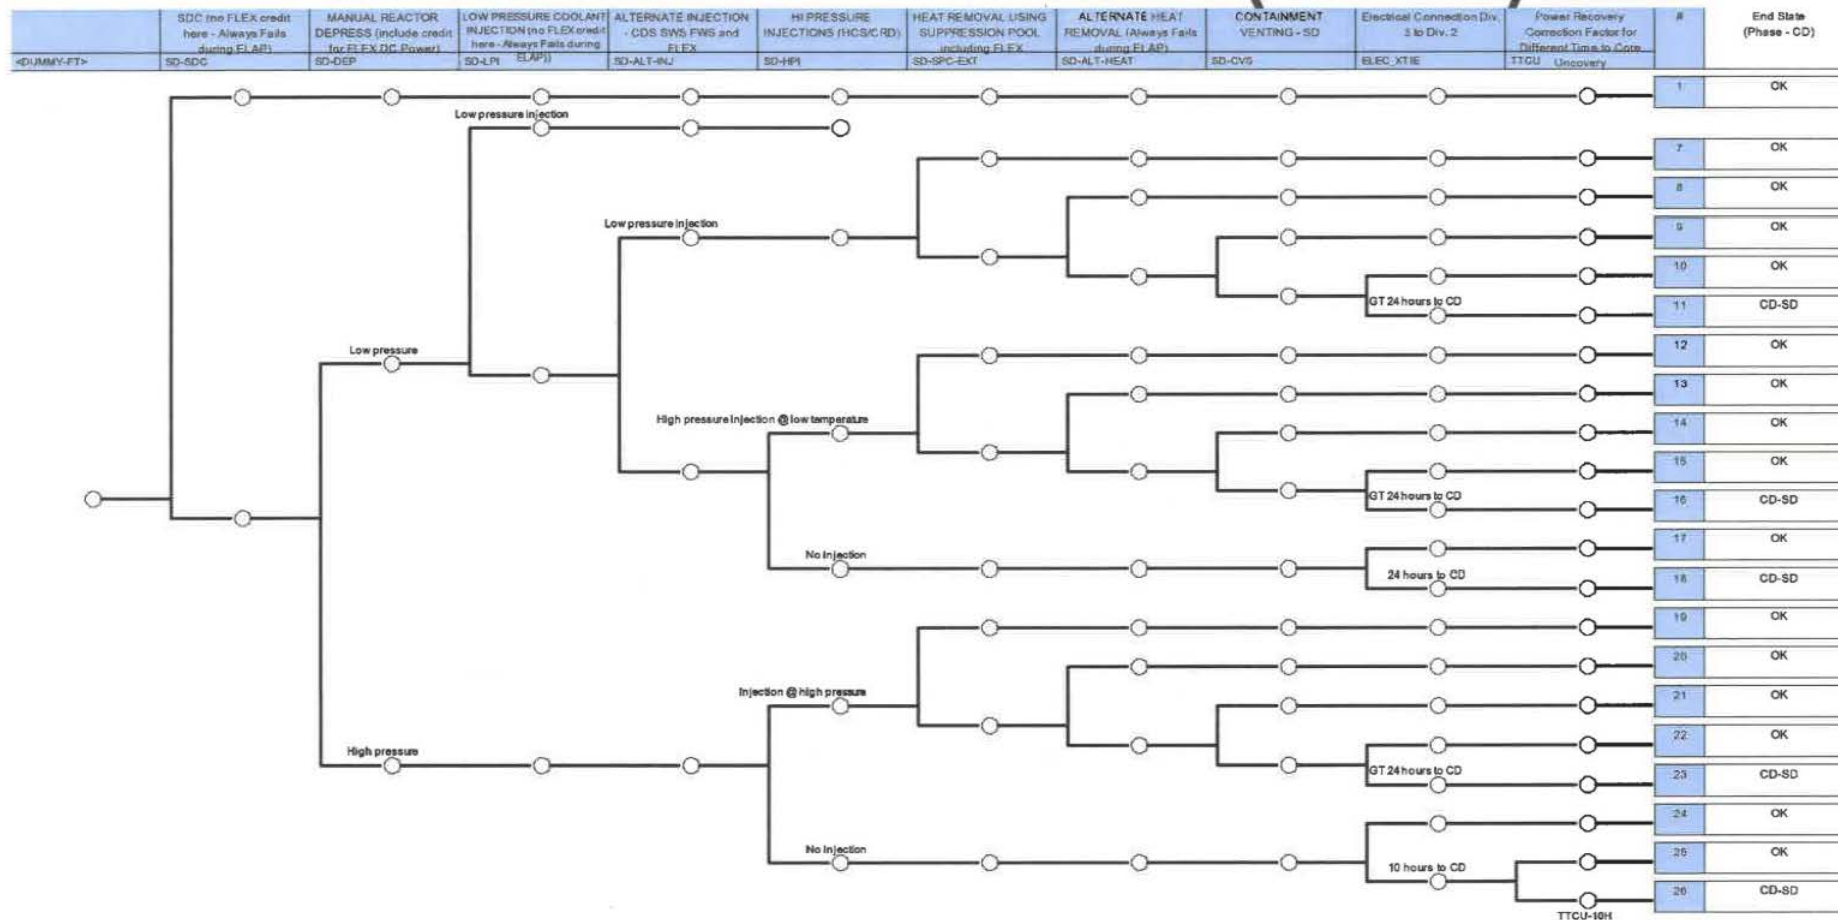 SDC (no FLEX credit
here - Always Fails
during ELAP)
SD-SDC
MANUAL REACTOR
DEPRESS (include credit
for FLEX DC Power)
SD-DEP
LOW PRESSURE COOLANT
INJECTION (no FLEX credit
here - Always Fails during
ELAP))
SD-LPI
ALTERNATE INJECTION
- CDS SWS FWS and
FLEX
SD-ALT-INJ
HI PRESSURE
INJECTIONS (HCS/CRD)
SD-HPI
HEAT REMOVAL USING
SUPPRESSION POOL
including FLEX
SD-SPC-EXT
ALTERNATE HEAT
REMOVAL (Always Fails
during ELAP)
SD-ALT-HEAT
CONTAINMENT
VENTING - SD
SD-CVS
Electrical Connection Div.
3 to Div. 2
ELEC_XTIE
Power Recovery
Correction Factor for
Different Time to Core
Uncovery
TTCU
#
End State
(Phase - CD)
<DUMMY-FT>
1 OK
Low pressure injection
7 OK
8 OK
Low pressure injection
9 OK
10 OK
GT 24 hours to CD
11 CD-SD
Low pressure
12 OK
13 OK
High pressure injection @ low temperature
14 OK
15 OK
GT 24 hours to CD
16 CD-SD
17 OK
No injection
24 hours to CD
18 CD-SD
19 OK
20 OK
Injection @ high pressure
21 OK
22 OK
High pressure
GT 24 hours to CD
23 CD-SD
24 OK
No injection
25 OK
10 hours to CD
26 CD-SD
TTCU-10H